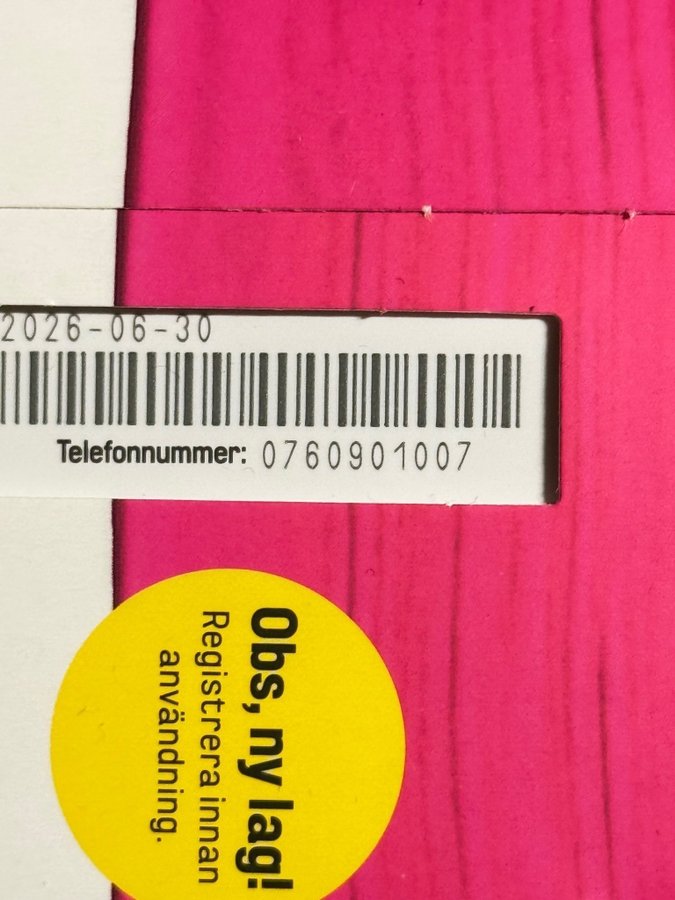 2026-06-30
Telefonnummer: 0760901007
Obs, ny lag!
Registrera innan
användning.